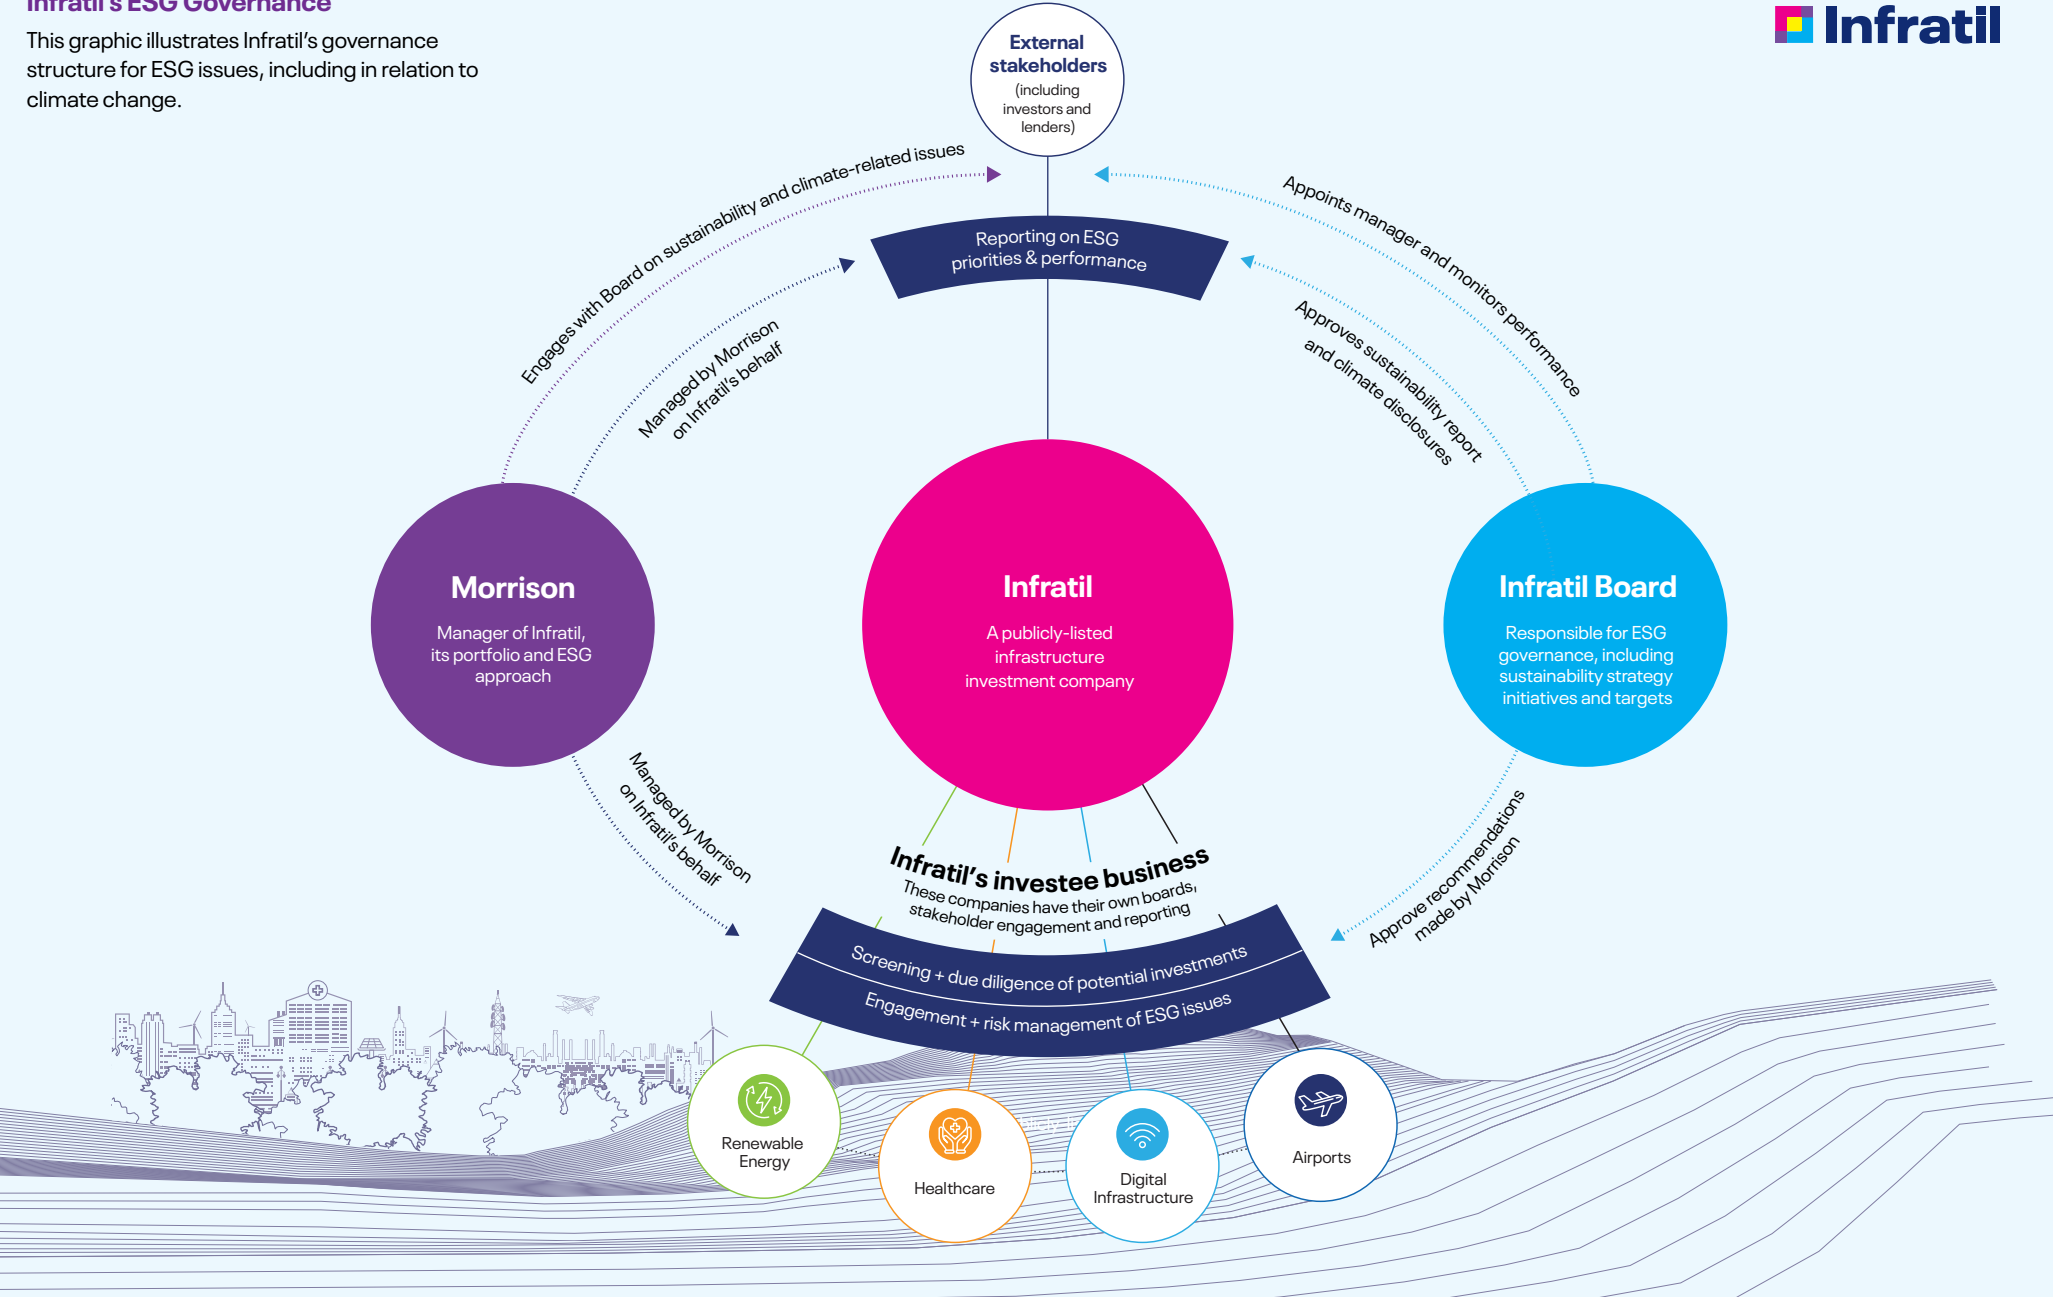 Infratil's ESG Governance
This graphic illustrates Infratil's governance
structure for ESG issues, including in relation to
climate change.
Infratil
External
stakeholders
(including
investors and
lenders)
Engages with Board on sustainability and climate-related issues
Appoints manager and monitors performance
Reporting on ESG
priorities & performance
Managed by Morrison
on Infratil's behalf
Approves sustainability report
and climate disclosures
Morrison
Manager of Infratil,
its portfolio and ESG
approach
Infratil
A publicly-listed
infrastructure
investment company
Infratil Board
Responsible for ESG
governance, including
sustainability strategy
initiatives and targets
Managed by Morrison
on Infratil's behalf
Approve recommendations
made by Morrison
Infratil's investee business
These companies have their own boards,
stakeholder engagement and reporting
Screening + due diligence of potential investments
Engagement + risk management of ESG issues
Renewable
Energy
Healthcare
Digital
Infrastructure
Airports